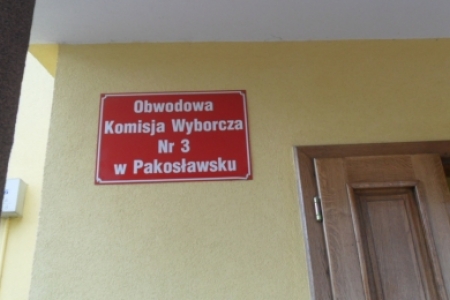 Obwodowa
Komisja Wyborcza
Nr 3
w Pakosławsku